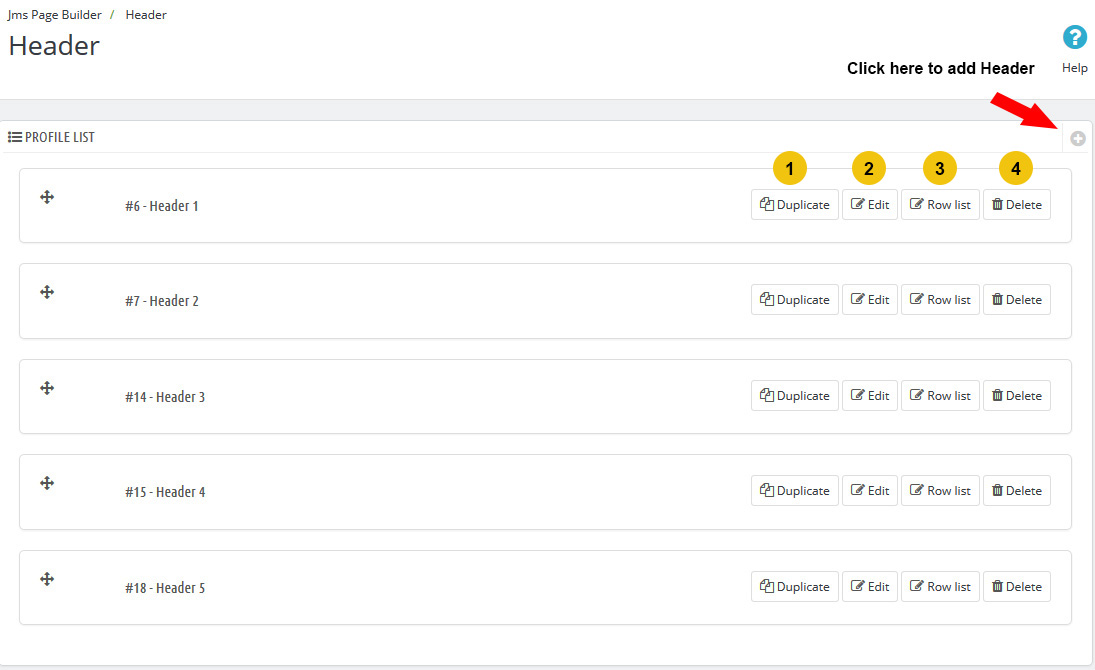 Jms Page Builder / Header
Header
Click here to add Header
Help
PROFILE LIST
1 2 3 4
#6 - Header 1 Duplicate Edit Row list Delete
#7 - Header 2 Duplicate Edit Row list Delete
#14 - Header 3 Duplicate Edit Row list Delete
#15 - Header 4 Duplicate Edit Row list Delete
#18 - Header 5 Duplicate Edit Row list Delete